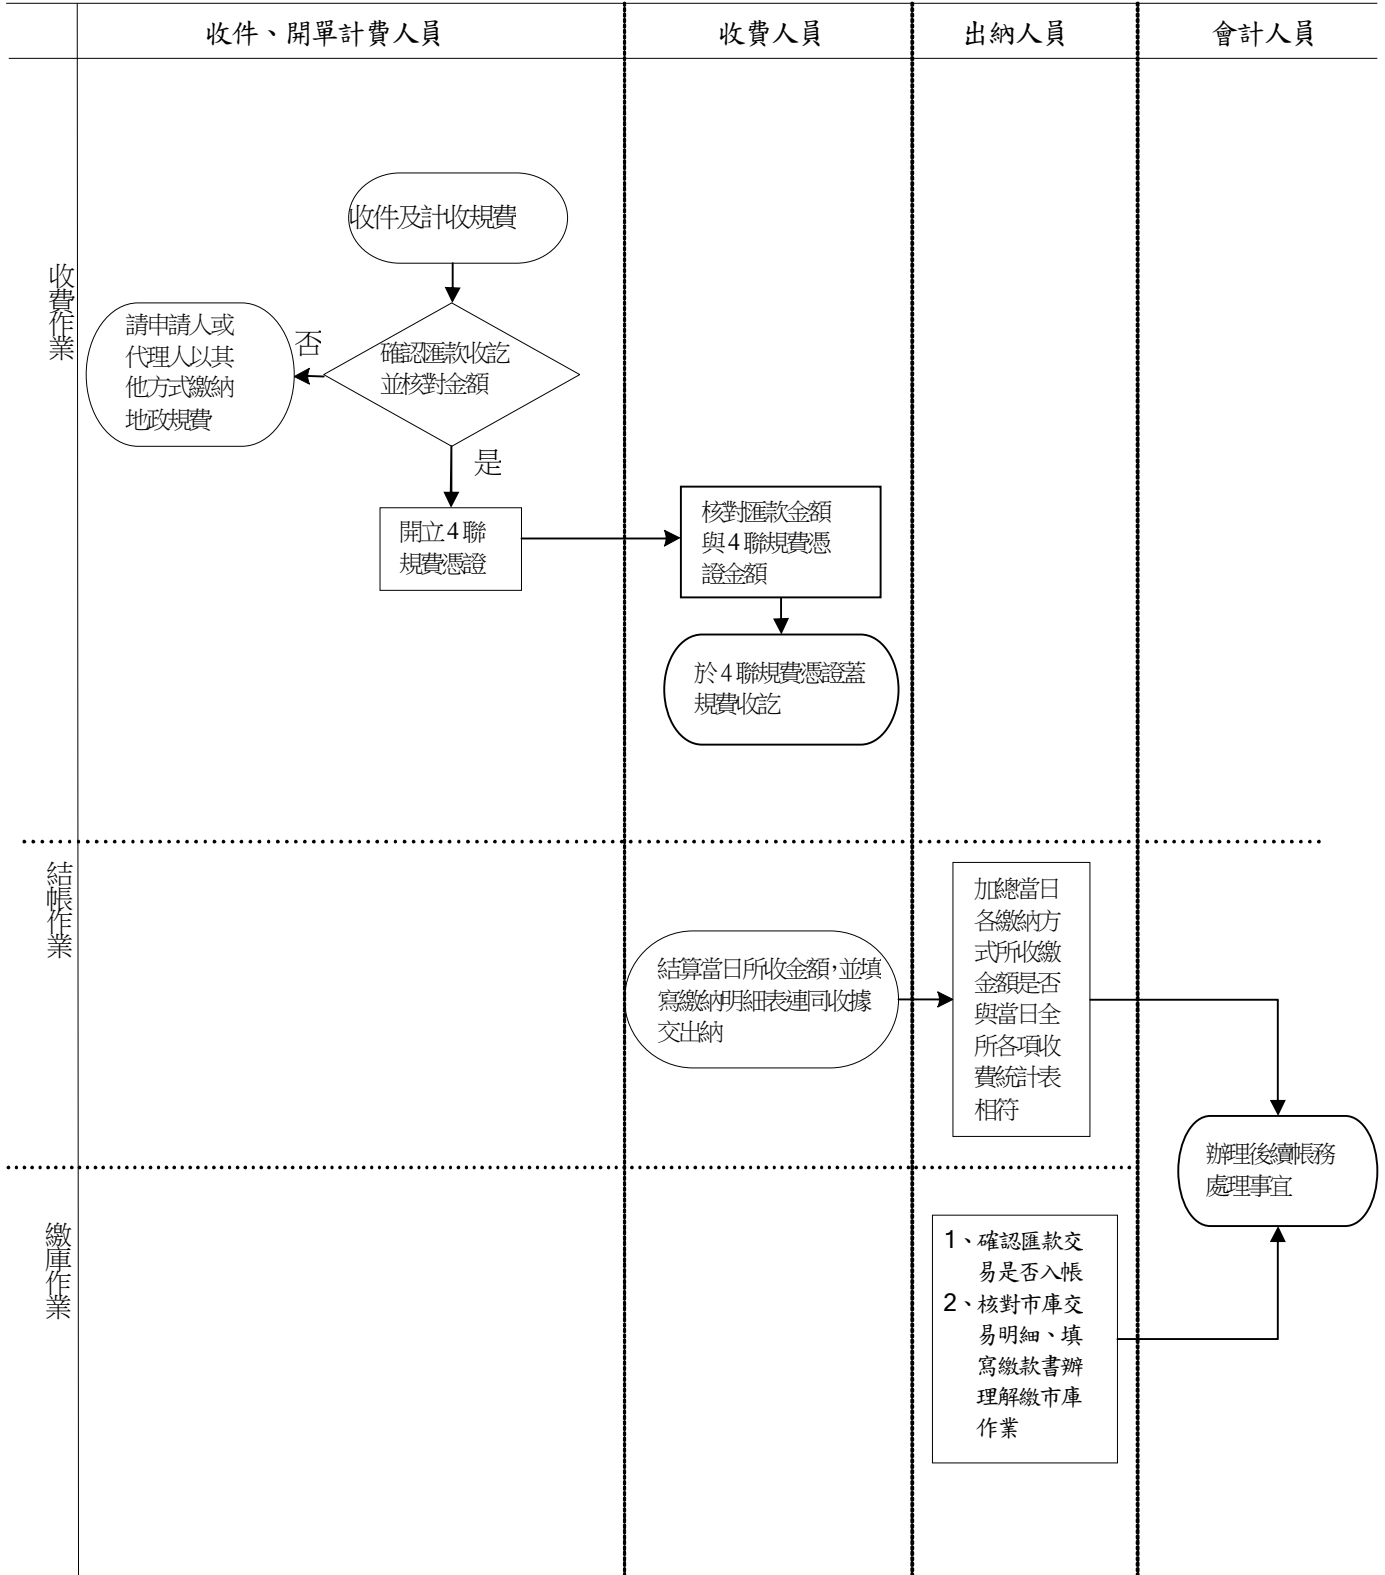 收件、開單計費人員
收費人員
出納人員
會計人員
收費作業
收件及計收規費
請申請人或
代理人以其
他方式繳納
地政規費
否
確認匯款收訖
並核對金額
是
開立4聯
規費憑證
核對匯款金額
與4聯規費憑
證金額
於4聯規費憑證蓋
規費收訖
結帳作業
結算當日所收金額，並填
寫繳納明細表連同收據
交出納
加總當日
各繳納方
式所收繳
金額是否
與當日全
所各項收
費統計表
相符
辦理後續帳務
處理事宜
繳庫作業
1、確認匯款交
易是否入帳
2、核對市庫交
易明細、填
寫繳款書辦
理解繳市庫
作業